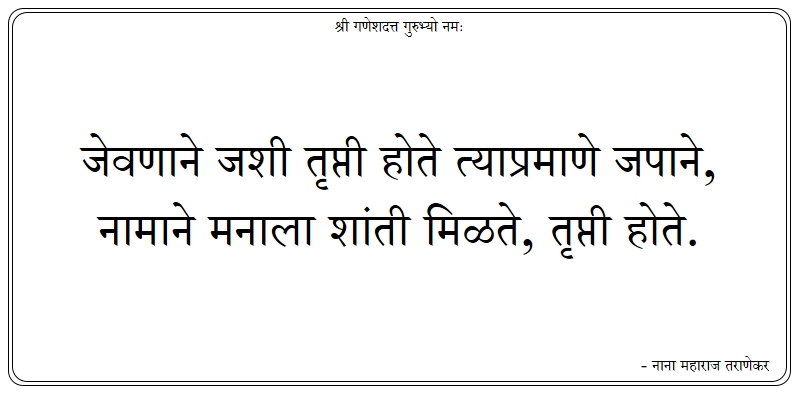 श्री गणेशदत्त गुरुभ्यो नमः
जेवणाने जशी तृप्ती होते त्याप्रमाणे जपाने,
नामाने मनाला शांती मिळते, तृप्ती होते.
- नाना महाराज तराणेकर